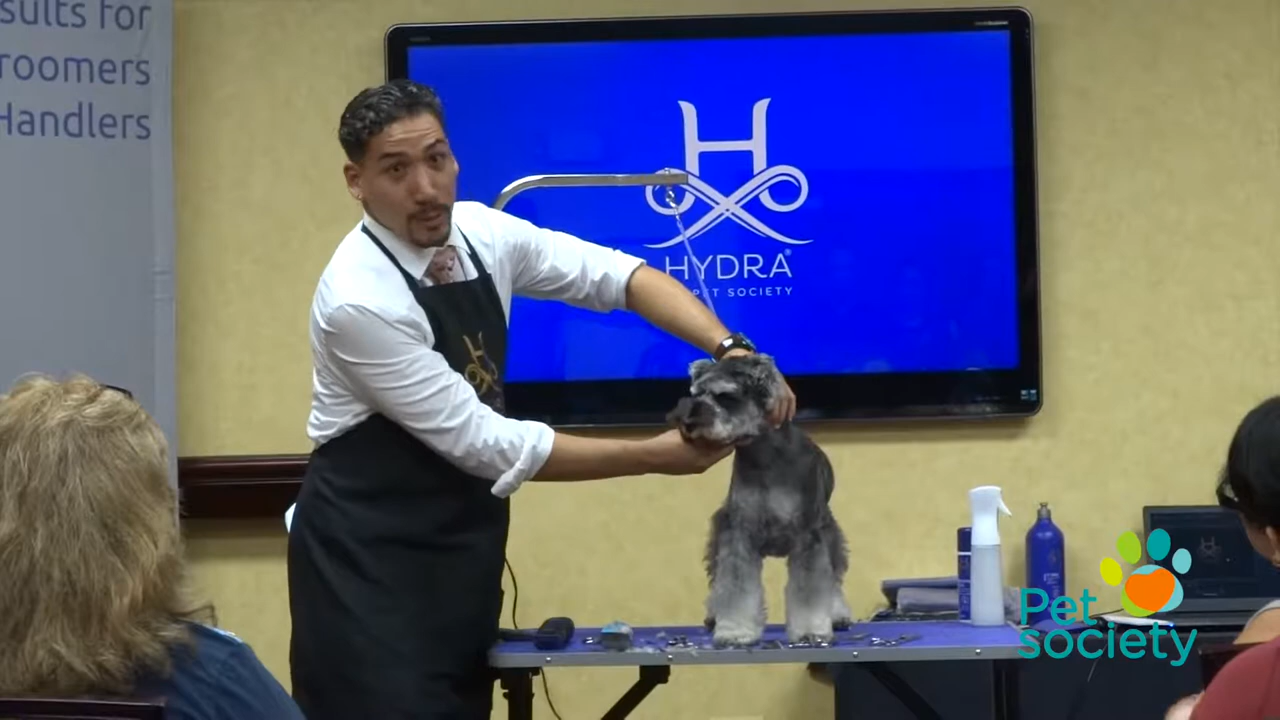 sults for
roomers
Handlers
H
HYDRA®
PET SOCIETY
H
Pet
society